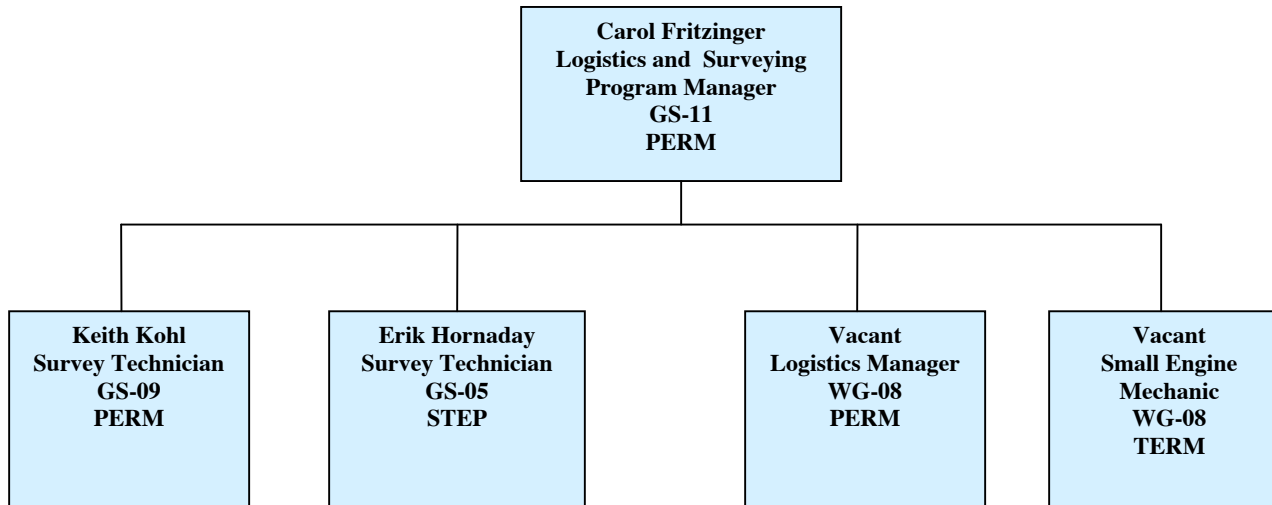 Carol Fritzinger
Logistics and Surveying
Program Manager
GS-11
PERM
Keith Kohl
Survey Technician
GS-09
PERM
Erik Hornaday
Survey Technician
GS-05
STEP
Vacant
Logistics Manager
WG-08
PERM
Vacant
Small Engine
Mechanic
WG-08
TERM